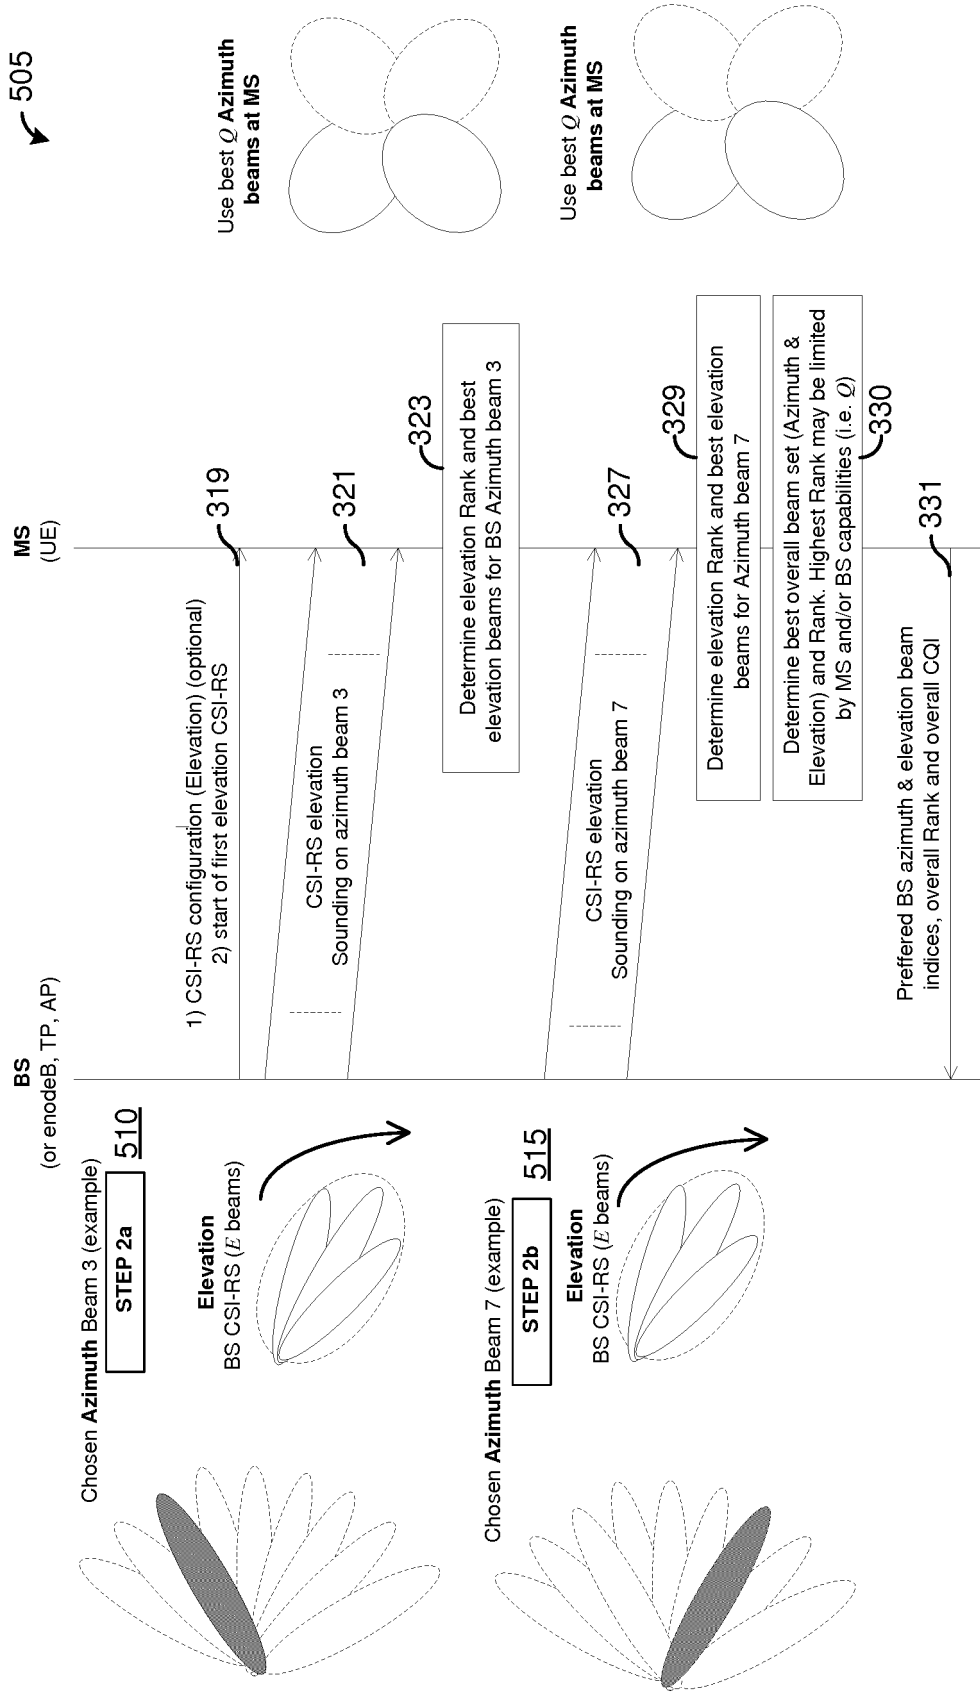 505
BS
(or enodeB, TP, AP)
MS
(UE)
Chosen Azimuth Beam 3 (example)
STEP 2a
510
Elevation
BS CSI-RS (E beams)
1) CSI-RS configuration (Elevation) (optional)
2) start of first elevation CSI-RS
319
CSI-RS elevation
Sounding on azimuth beam 3
321
Use best Q Azimuth
beams at MS
323
Determine elevation Rank and best
elevation beams for BS Azimuth beam 3
Chosen Azimuth Beam 7 (example)
STEP 2b
515
Elevation
BS CSI-RS (E beams)
CSI-RS elevation
Sounding on azimuth beam 7
327
Use best Q Azimuth
beams at MS
329
Determine elevation Rank and best elevation
beams for Azimuth beam 7
Determine best overall beam set (Azimuth &
Elevation) and Rank. Highest Rank may be limited
by MS and/or BS capabilities (i.e. Q)
330
Preffered BS azimuth & elevation beam
indices, overall Rank and overall CQI
331